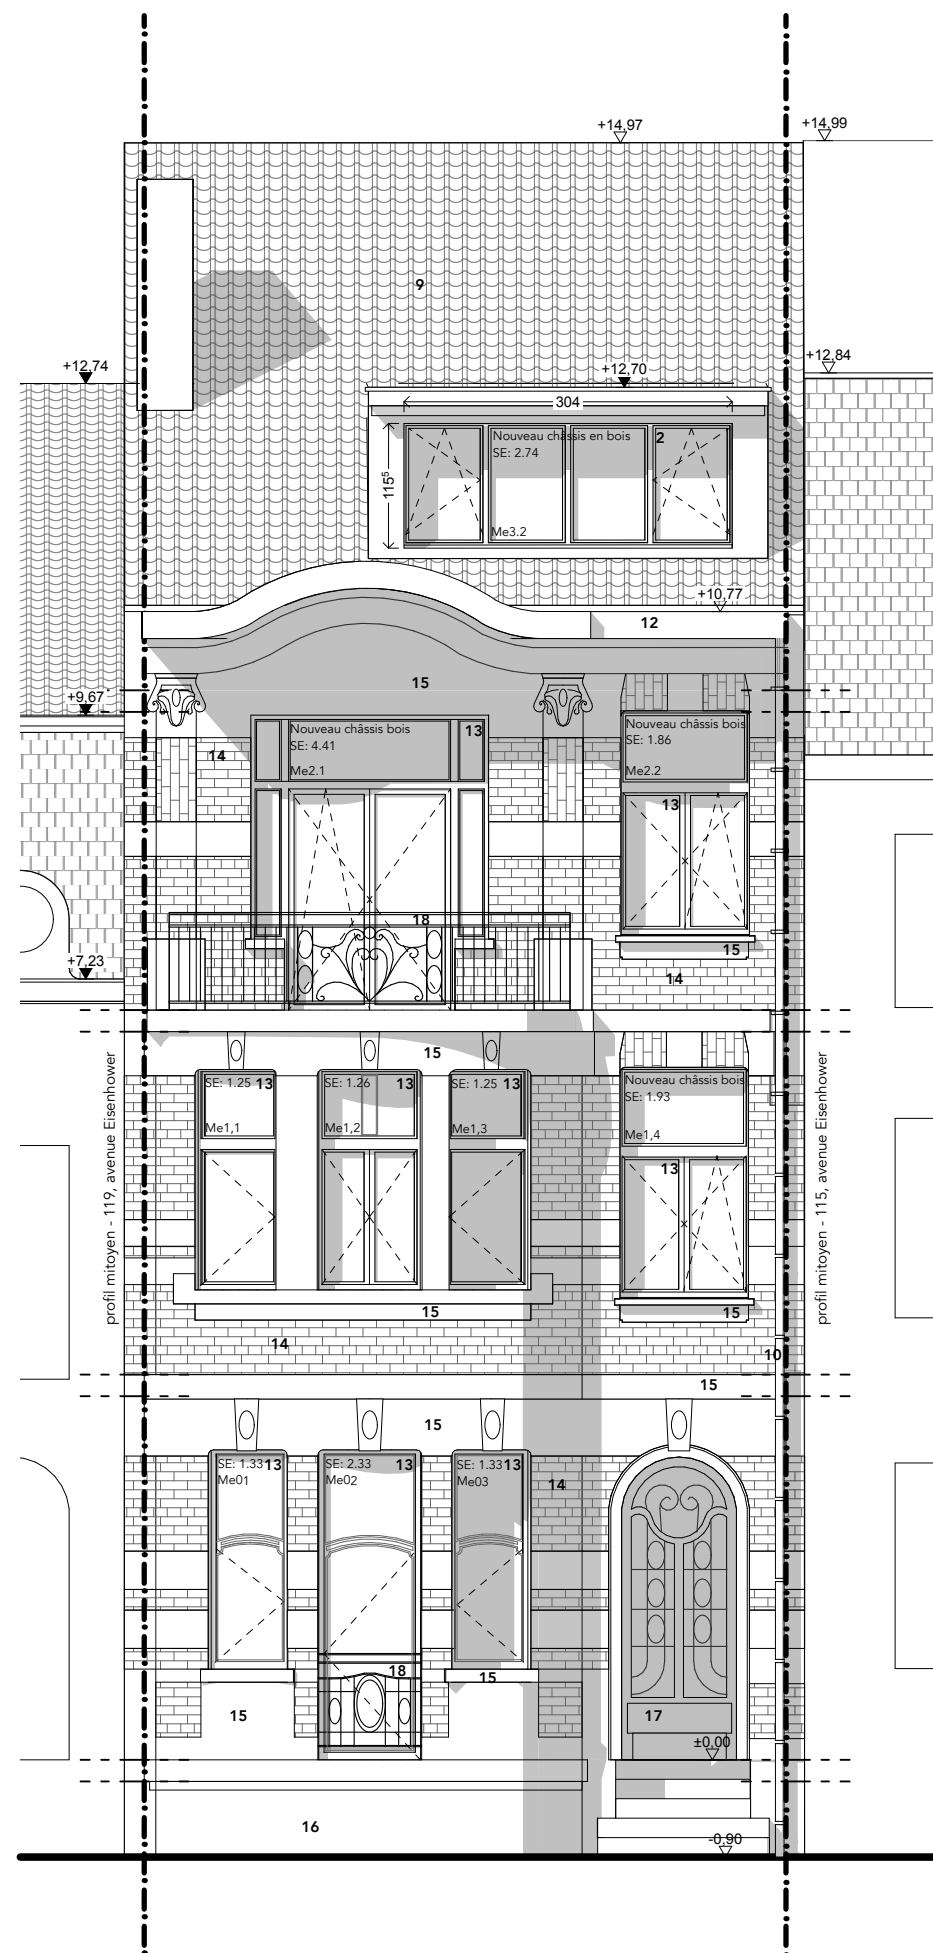 +14,97
+14,99
9
+12,74
+12,84
+12,70
304
Nouveau châssis en bois
2
SE: 2.74
115⁵
Me3.2
+10,77
12
15
+9,67
Nouveau châssis bois
13
SE: 4.41
Me2.1
14
Nouveau châssis bois
SE: 1.86
Me2.2
13
18
15
+7,23
14
15
SE: 1.25 13
Me1,1
SE: 1.26 13
Me1,2
SE: 1.25 13
Me1,3
Nouveau châssis bois
SE: 1.93
Me1,4
13
profil mitoyen - 119, avenue Eisenhower
profil mitoyen - 115, avenue Eisenhower
15
15
14
10
15
15
SE: 1.33 13
Me01
SE: 2.33 13
Me02
SE: 1.33 13
Me03
14
18
15
15
17
±0,00
16
-0,90